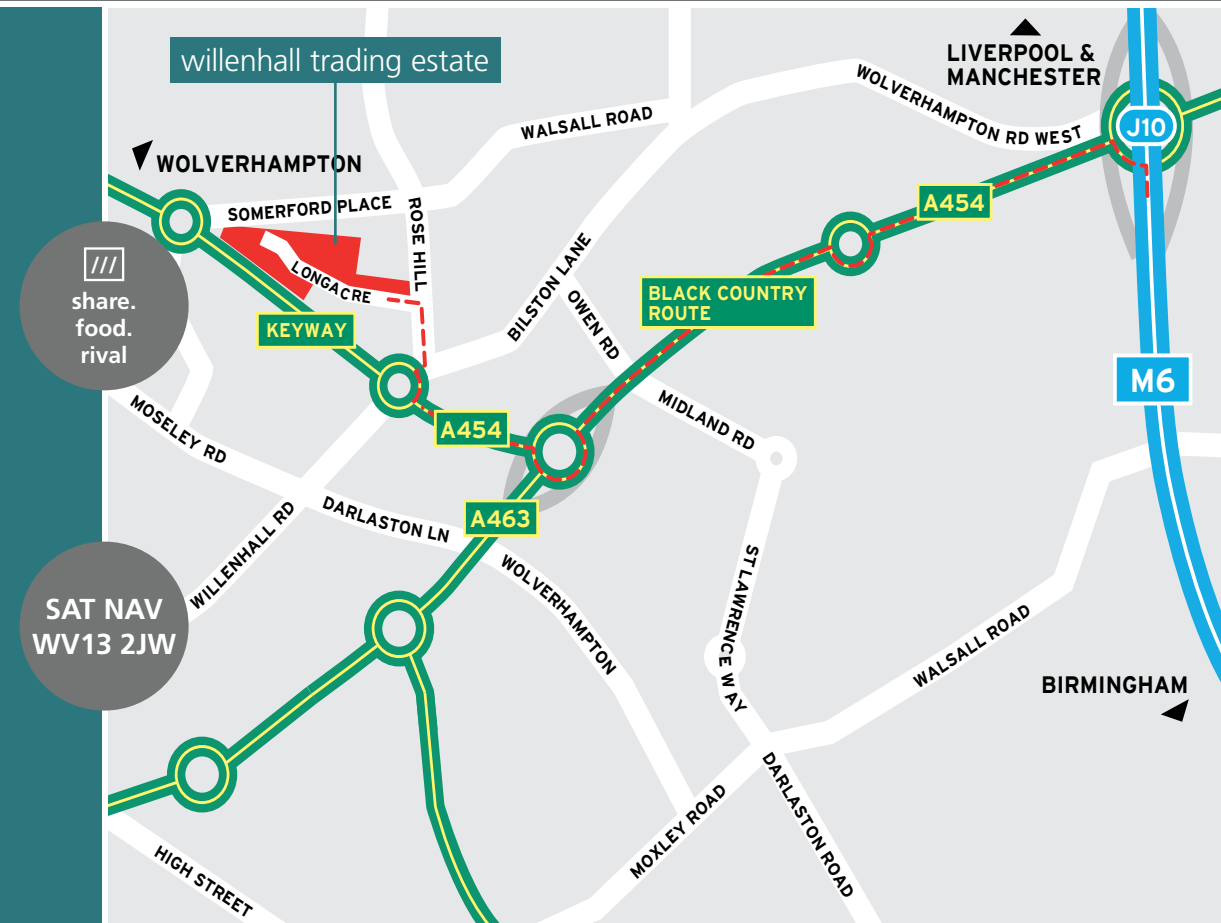 willenhall trading estate
LIVERPOOL &
MANCHESTER
WOLVERHAMPTON RD WEST
J10
WALSALL ROAD
WOLVERHAMPTON
SOMERFORD PLACE
ROSE HILL
A454
///
share.
food.
rival
LONGACRE
BILSTON LANE
OWEN RD
BLACK COUNTRY
ROUTE
KEYWAY
M6
MOSELEY RD
A454
MIDLAND RD
DARLASTON LN
A463
WILLENHALL RD
WOLVERHAMPTON
ST LAWRENCE WAY
SAT NAV
WV13 2JW
WALSALL ROAD
BIRMINGHAM
MOXLEY ROAD
DARLASTON ROAD
HIGH STREET